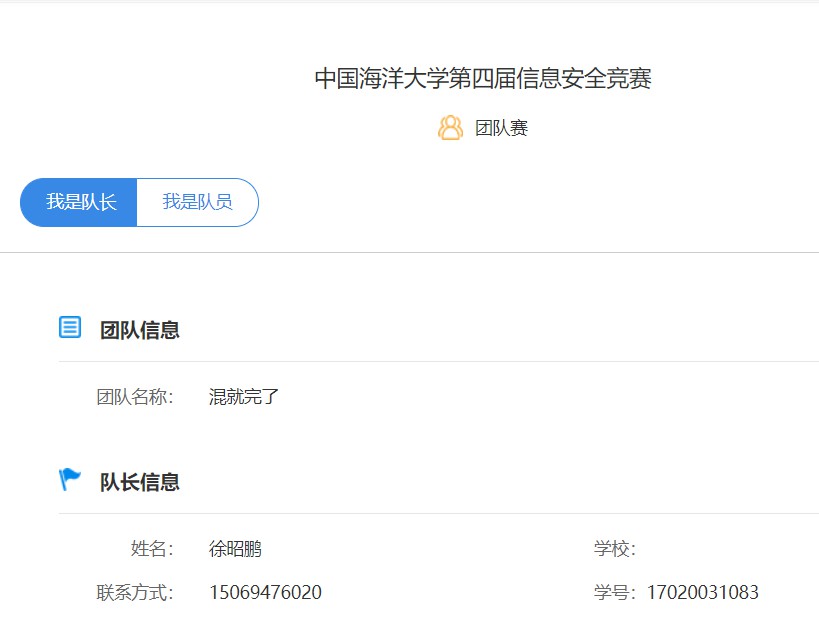 中国海洋大学第四届信息安全竞赛
团队赛
我是队长 我是队员
团队信息
团队名称： 混就完了
队长信息
姓名： 徐昭鹏 学校：
联系方式： 15069476020 学号：17020031083